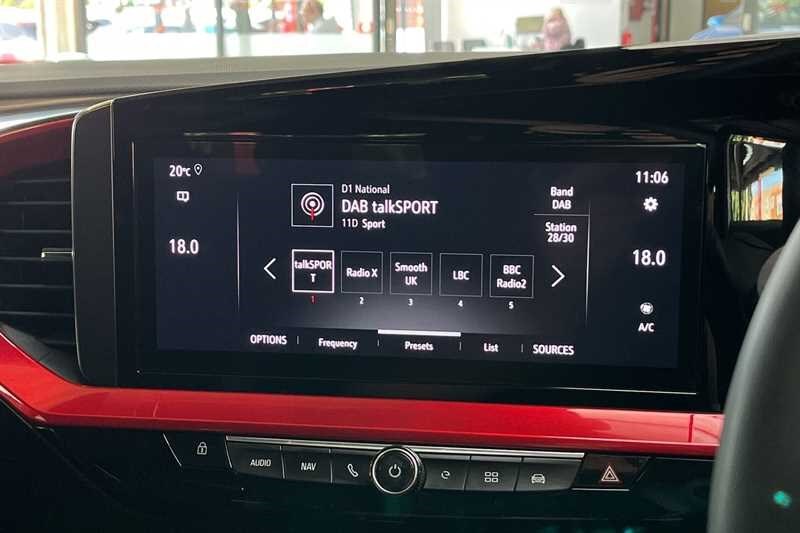 20°C
11:06
D1 National
DAB talkSPORT
11D Sport
Band
DAB
Station
28/30
18.0
18.0
talkSPOR
T
1
Radio X
2
Smooth
UK
3
LBC
4
BBC
Radio2
5
A/C
OPTIONS
Frequency
Presets
List
SOURCES
AUDIO
NAV